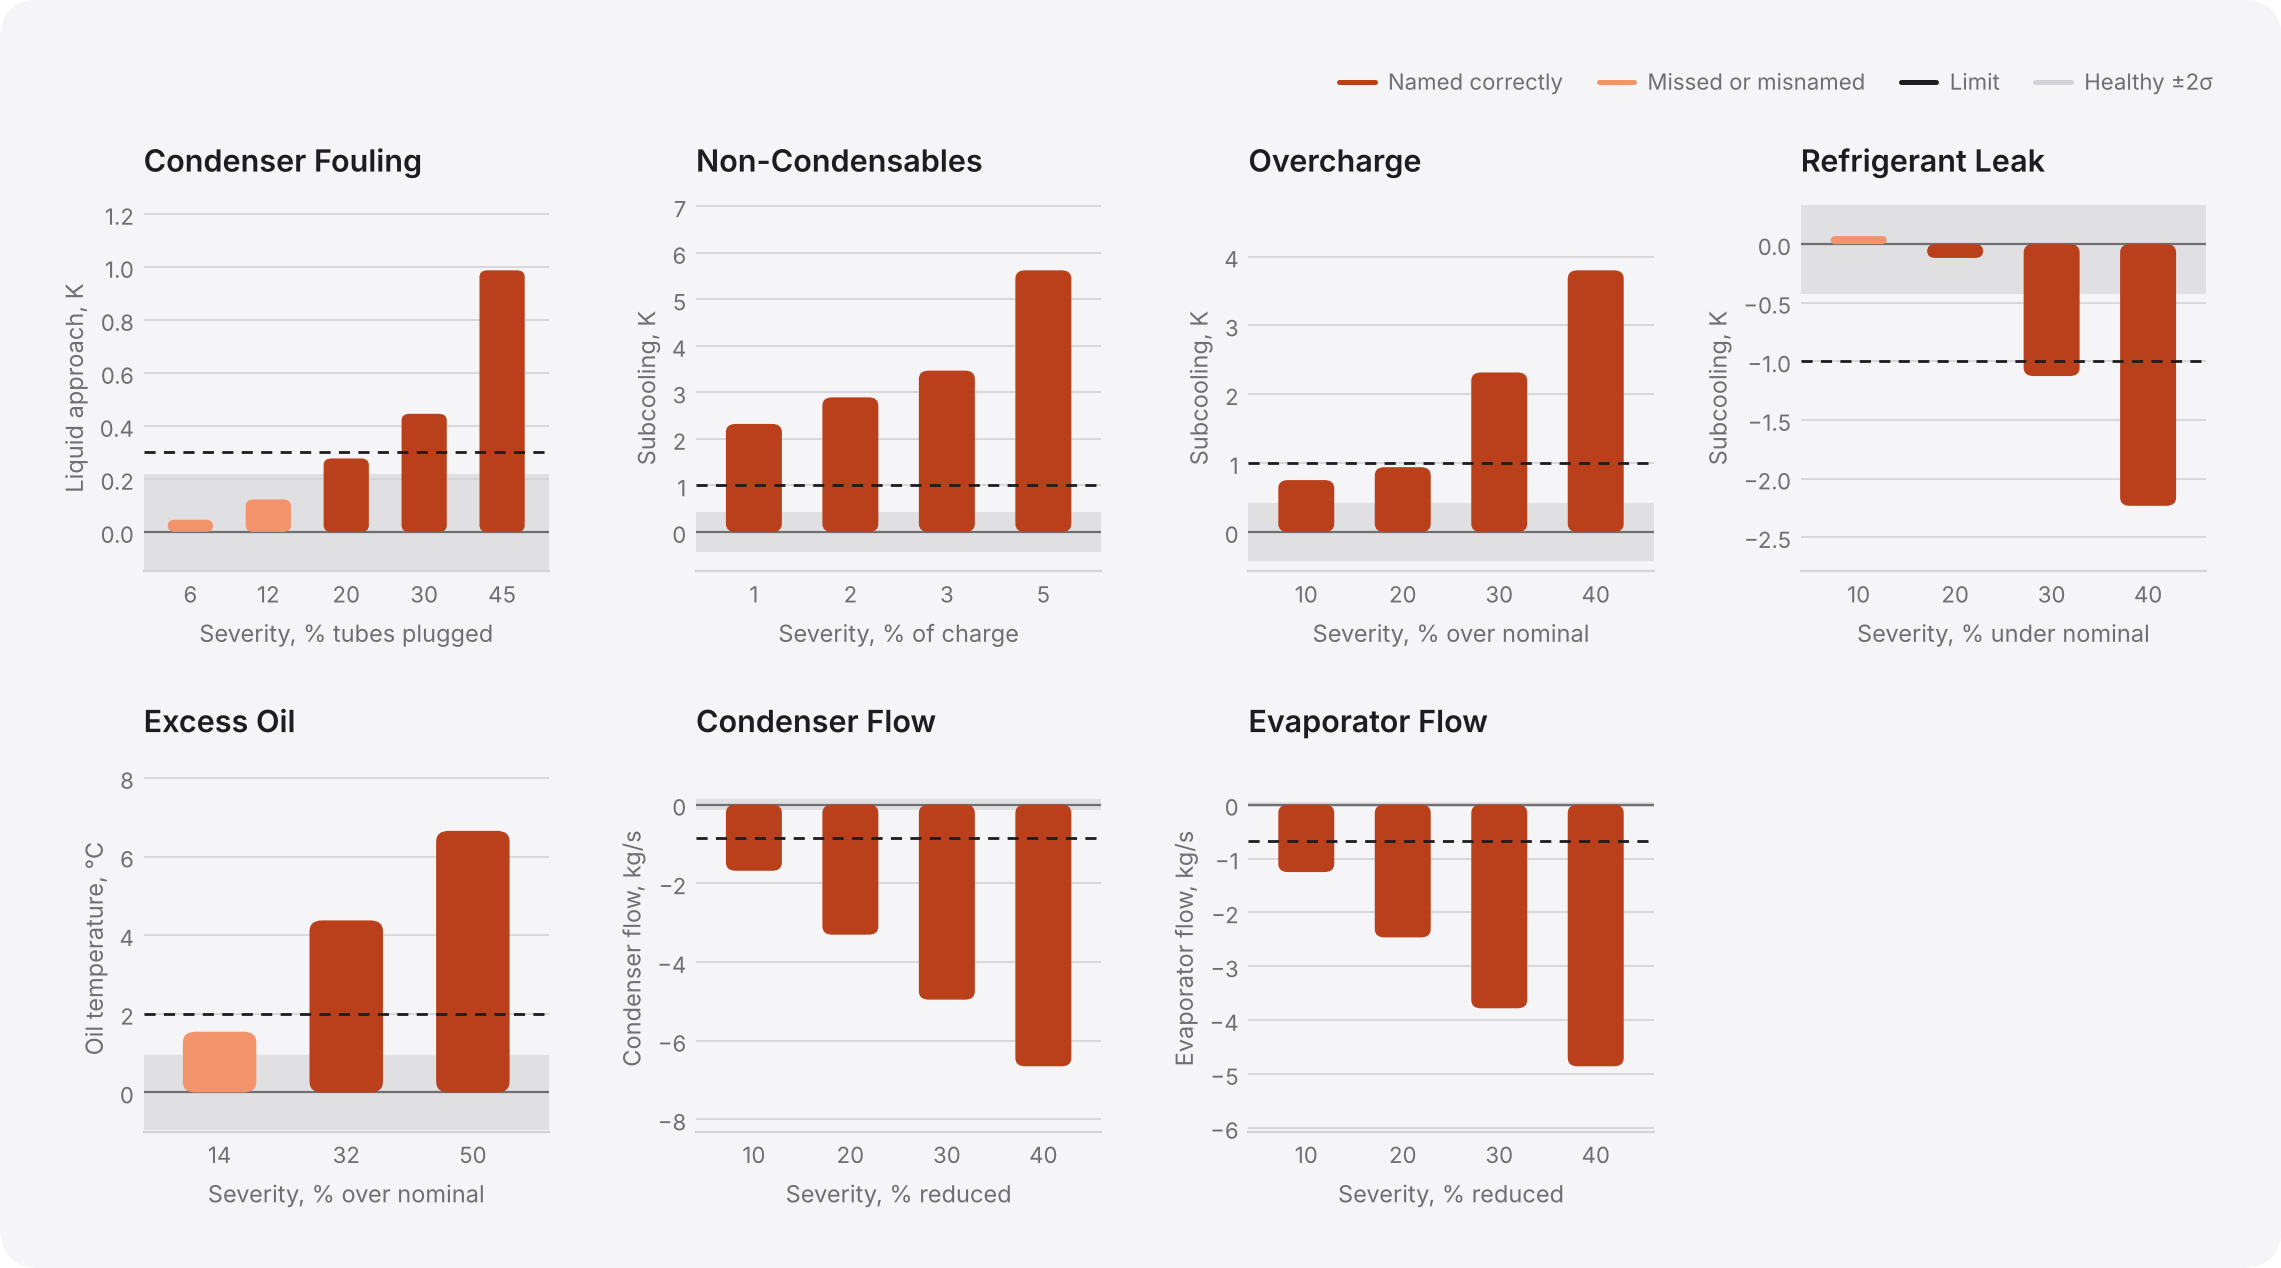 Named correctly
Missed or misnamed
Limit
Healthy ±2σ
Condenser Fouling
Liquid approach, K
1.2
1.0
0.8
0.6
0.4
0.2
0.0
6 12 20 30 45
Severity, % tubes plugged
Non-Condensables
Subcooling, K
7
6
5
4
3
2
1
0
1 2 3 5
Severity, % of charge
Overcharge
Subcooling, K
4
3
2
1
0
10 20 30 40
Severity, % over nominal
Refrigerant Leak
Subcooling, K
0.0
−0.5
−1.0
−1.5
−2.0
−2.5
10 20 30 40
Severity, % under nominal
Excess Oil
Oil temperature, °C
8
6
4
2
0
14 32 50
Severity, % over nominal
Condenser Flow
Condenser flow, kg/s
0
−2
−4
−6
−8
10 20 30 40
Severity, % reduced
Evaporator Flow
Evaporator flow, kg/s
0
−1
−2
−3
−4
−5
−6
10 20 30 40
Severity, % reduced